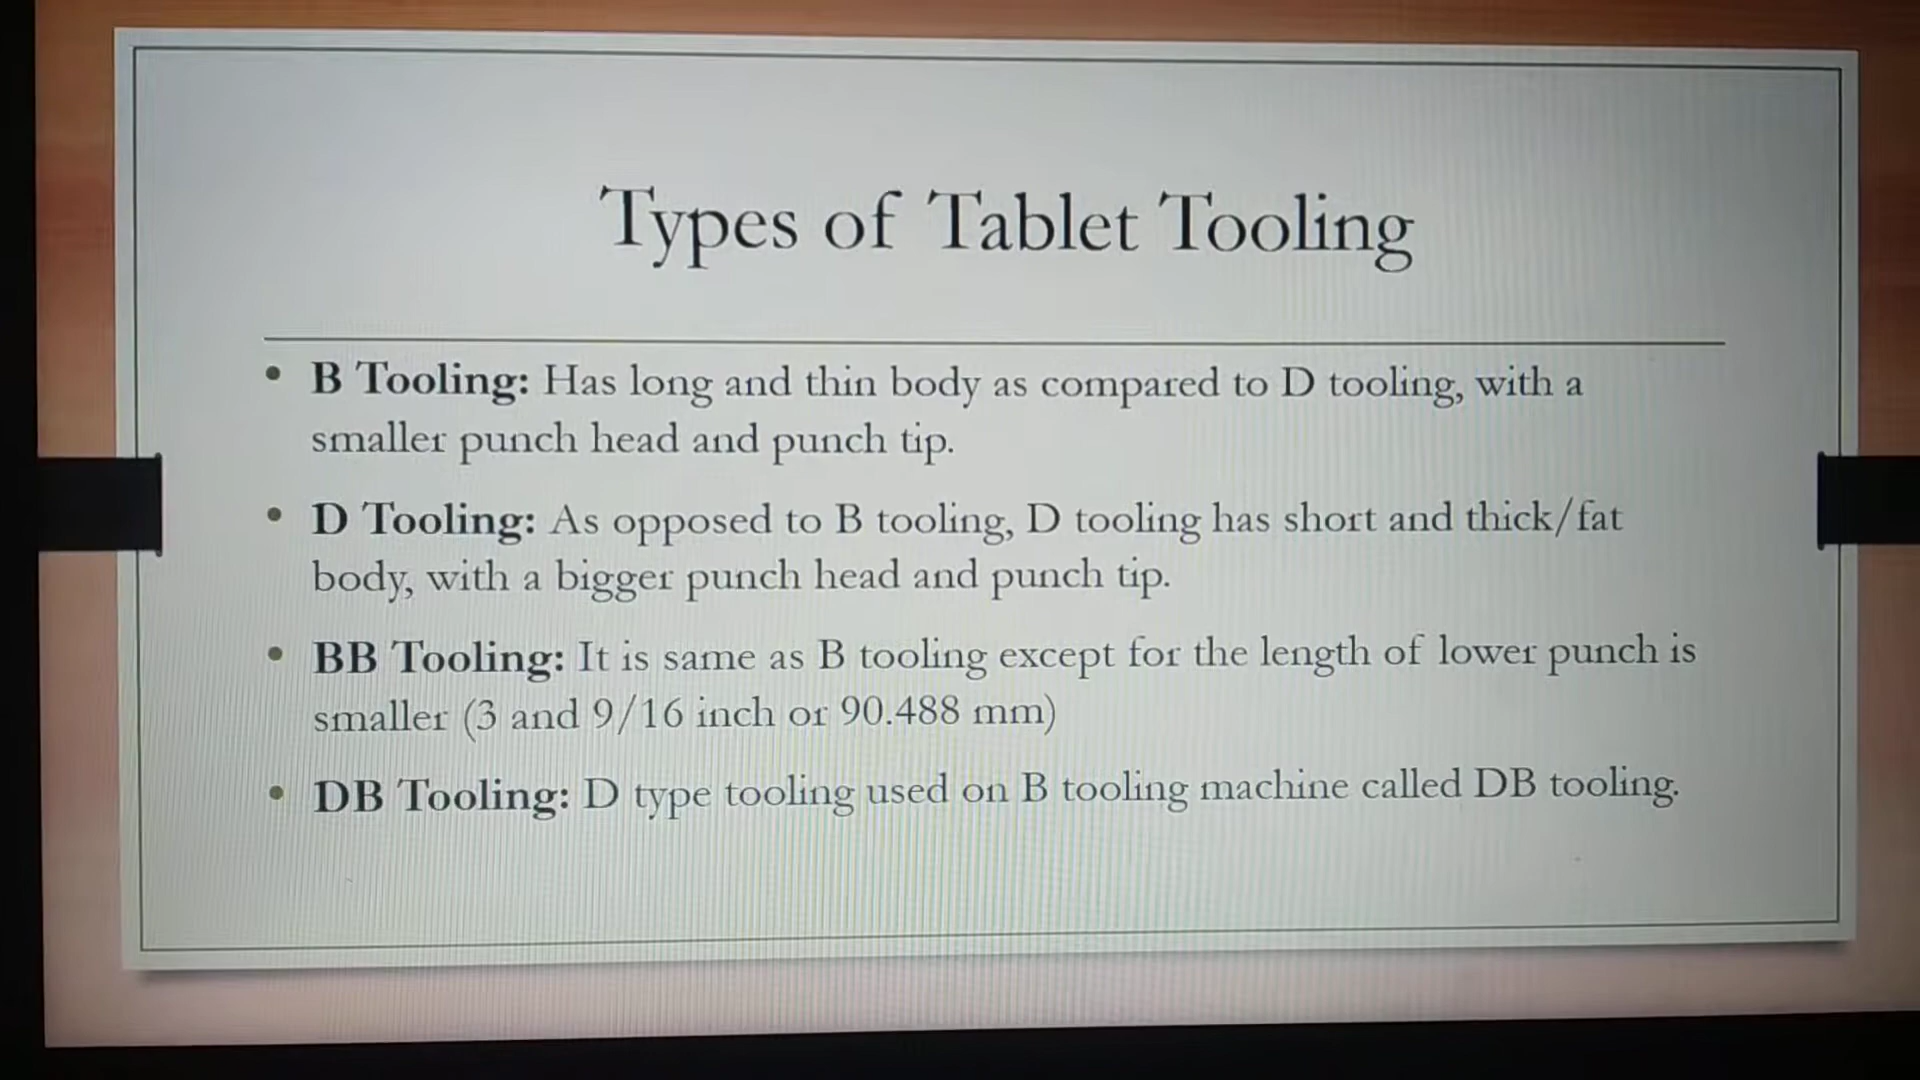 Types of Tablet Tooling
• B Tooling: Has long and thin body as compared to D tooling, with a
smaller punch head and punch tip.
• D Tooling: As opposed to B tooling, D tooling has short and thick/fat
body, with a bigger punch head and punch tip.
• BB Tooling: It is same as B tooling except for the length of lower punch is
smaller (3 and 9/16 inch or 90.488 mm)
• DB Tooling: D type tooling used on B tooling machine called DB tooling.